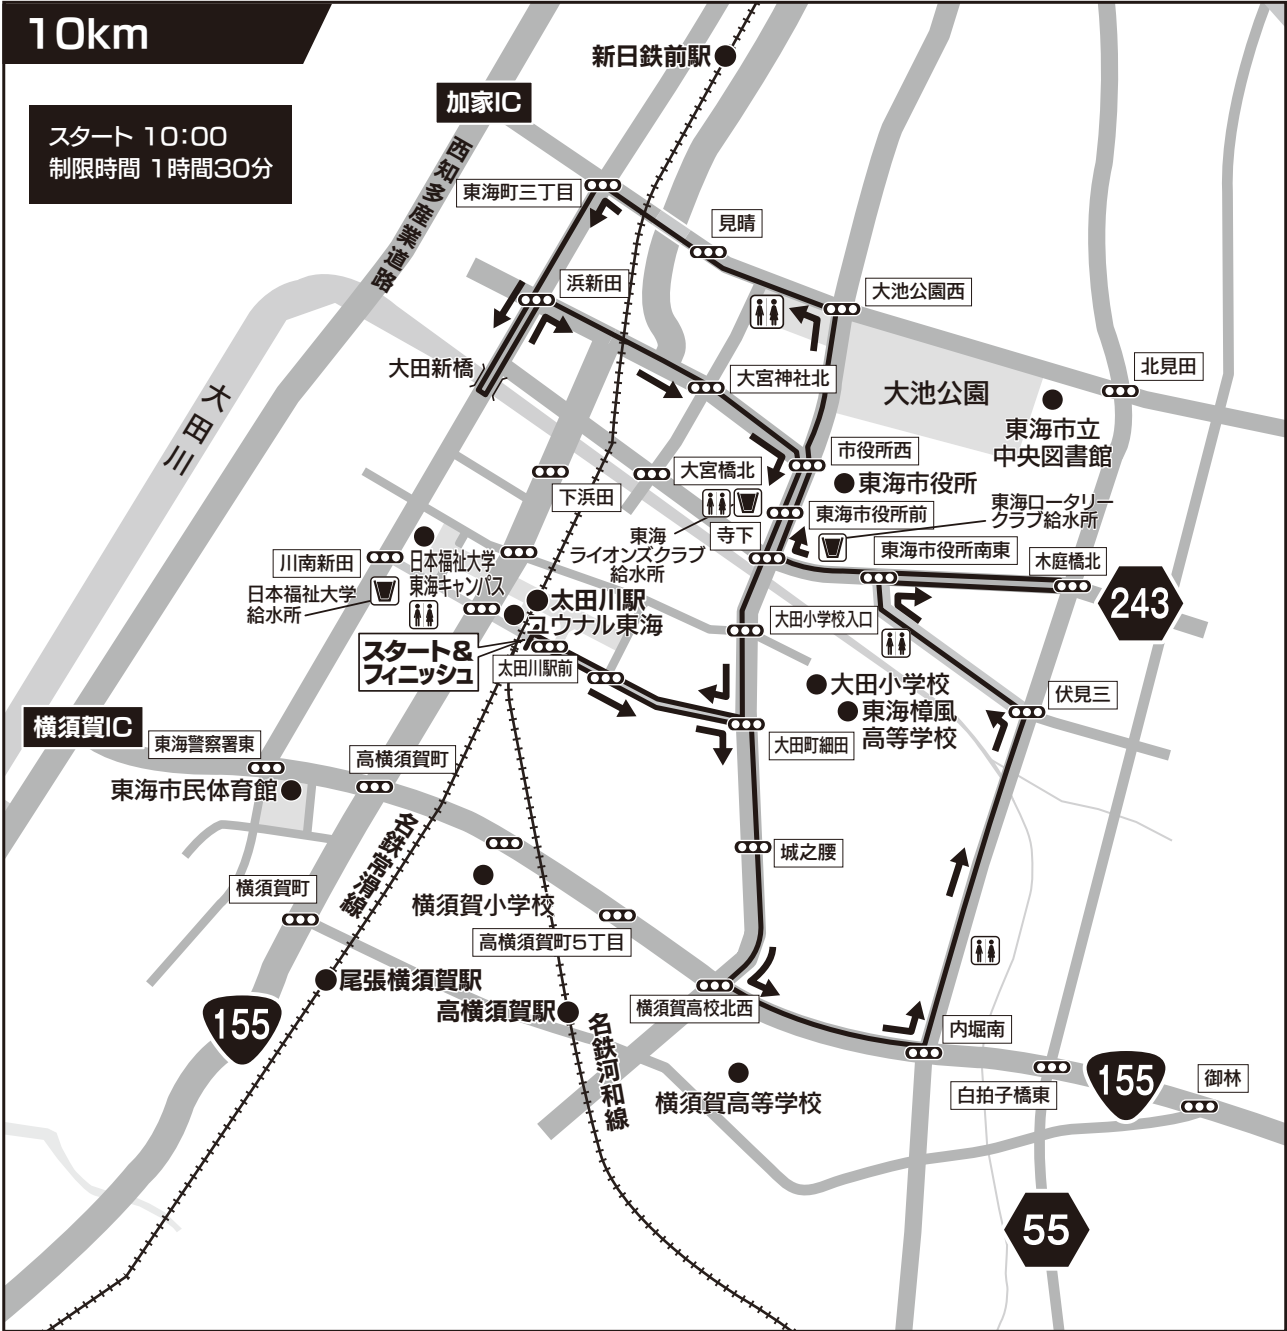 10km
スタート 10:00
制限時間 1時間30分
新日鉄前駅
加家IC
西知多産業道路
東海町三丁目
見晴
浜新田
大池公園西
大田新橋
大宮神社北
北見田
大池公園
大田川
東海市立
中央図書館
市役所西
大宮橋北
東海市役所
下浜田
東海市役所前
東海ロータリー
クラブ給水所
東海
ライオンズクラブ
給水所
寺下
東海市役所南東
木庭橋北
川南新田
日本福祉大学
東海キャンパス
日本福祉大学
給水所
243
太田川駅
ユウナル東海
大田小学校入口
スタート&
フィニッシュ
太田川駅前
大田小学校
伏見三
横須賀IC
東海樟風
高等学校
東海警察署東
高横須賀町
大田町細田
東海市民体育館
名鉄常滑線
城之腰
横須賀町
横須賀小学校
高横須賀町5丁目
尾張横須賀駅
155
高横須賀駅
横須賀高校北西
名鉄河和線
内堀南
横須賀高等学校
白拍子橋東
155
御林
55